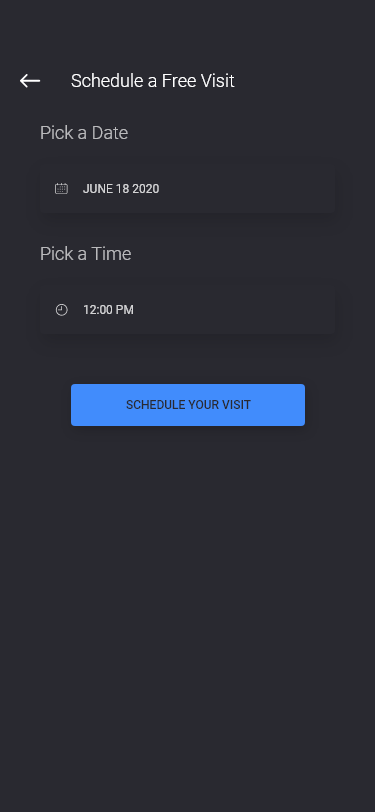 Schedule a Free Visit
Pick a Date
JUNE 18 2020
Pick a Time
12:00 PM
SCHEDULE YOUR VISIT